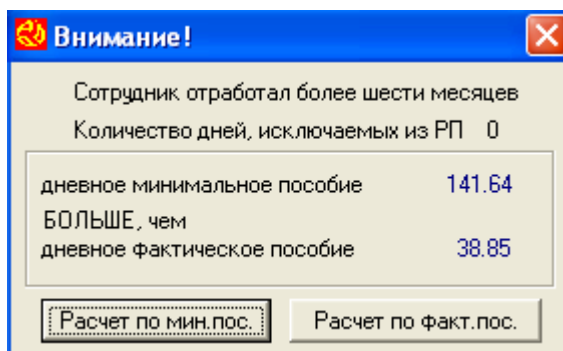 Внимание!
Сотрудник отработал более шести месяцев
Количество дней, исключаемых из РП 0
дневное минимальное пособие 141.64
БОЛЬШЕ, чем
дневное фактическое пособие 38.85
Расчет по мин.пос. Расчет по факт.пос.